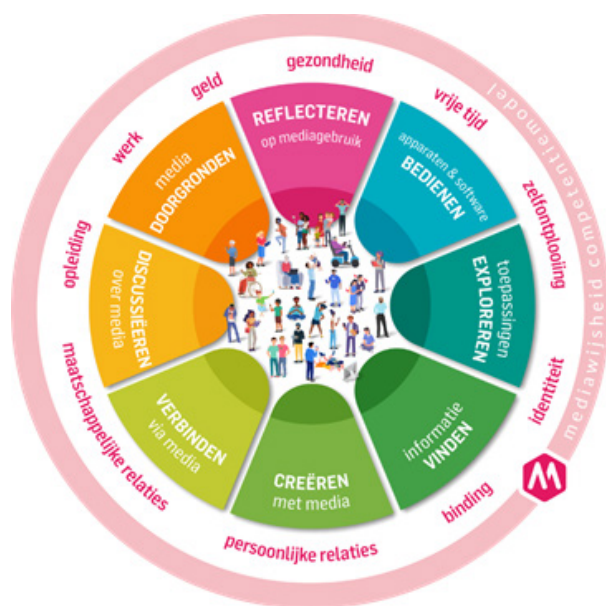 gezondheid
vrije tijd
zelfontplooiing
identiteit
binding
persoonlijke relaties
maatschappelijke relaties
opleiding
werk
geld
mediawijsheid competentiemodel
REFLECTEREN
op mediagebruik
apparaten & software
BEDIENEN
toepassingen
EXPLOREREN
informatie
VINDEN
CREËREN
met media
VERBINDEN
via media
DISCUSSIËREN
over media
media
DOORGRONDEN
M